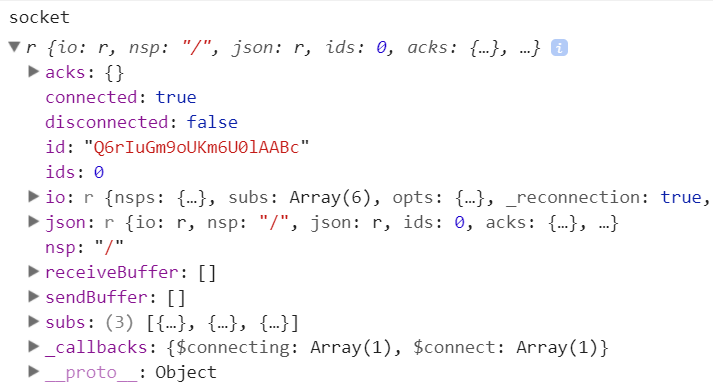 socket
▼ r {io: r, nsp: "/", json: r, ids: 0, acks: {…}, …} i
▶ acks: {}
connected: true
disconnected: false
id: "Q6rIuGm9oUKm6U0lAABc"
ids: 0
▶ io: r {nsps: {…}, subs: Array(6), opts: {…}, _reconnection: true,
▶ json: r {io: r, nsp: "/", json: r, ids: 0, acks: {…}, …}
nsp: "/"
▶ receiveBuffer: []
▶ sendBuffer: []
▶ subs: (3) [{…}, {…}, {…}]
▶ _callbacks: {$connecting: Array(1), $connect: Array(1)}
▶ __proto__: Object